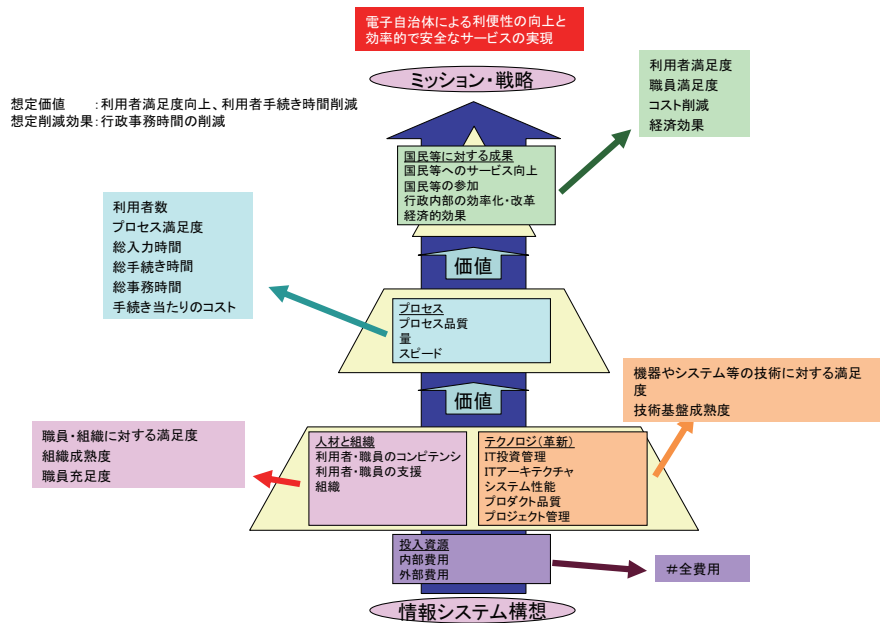 電子自治体による利便性の向上と
効率的で安全なサービスの実現
ミッション・戦略
想定価値　　：利用者満足度向上、利用者手続き時間削減
想定削減効果：行政事務時間の削減
利用者満足度
職員満足度
コスト削減
経済効果
国民等に対する成果
国民等へのサービス向上
国民等の参加
行政内部の効率化・改革
経済的効果
利用者数
プロセス満足度
総入力時間
総手続き時間
総事務時間
手続き当たりのコスト
価値
プロセス
プロセス品質
量
スピード
機器やシステム等の技術に対する満足
度
技術基盤成熟度
価値
職員・組織に対する満足度
組織成熟度
職員充足度
人材と組織
利用者・職員のコンピテンシ
利用者・職員の支援
組織
テクノロジ（革新）
IT投資管理
ITアーキテクチャ
システム性能
プロダクト品質
プロジェクト管理
投入資源
内部費用
外部費用
＃全費用
情報システム構想